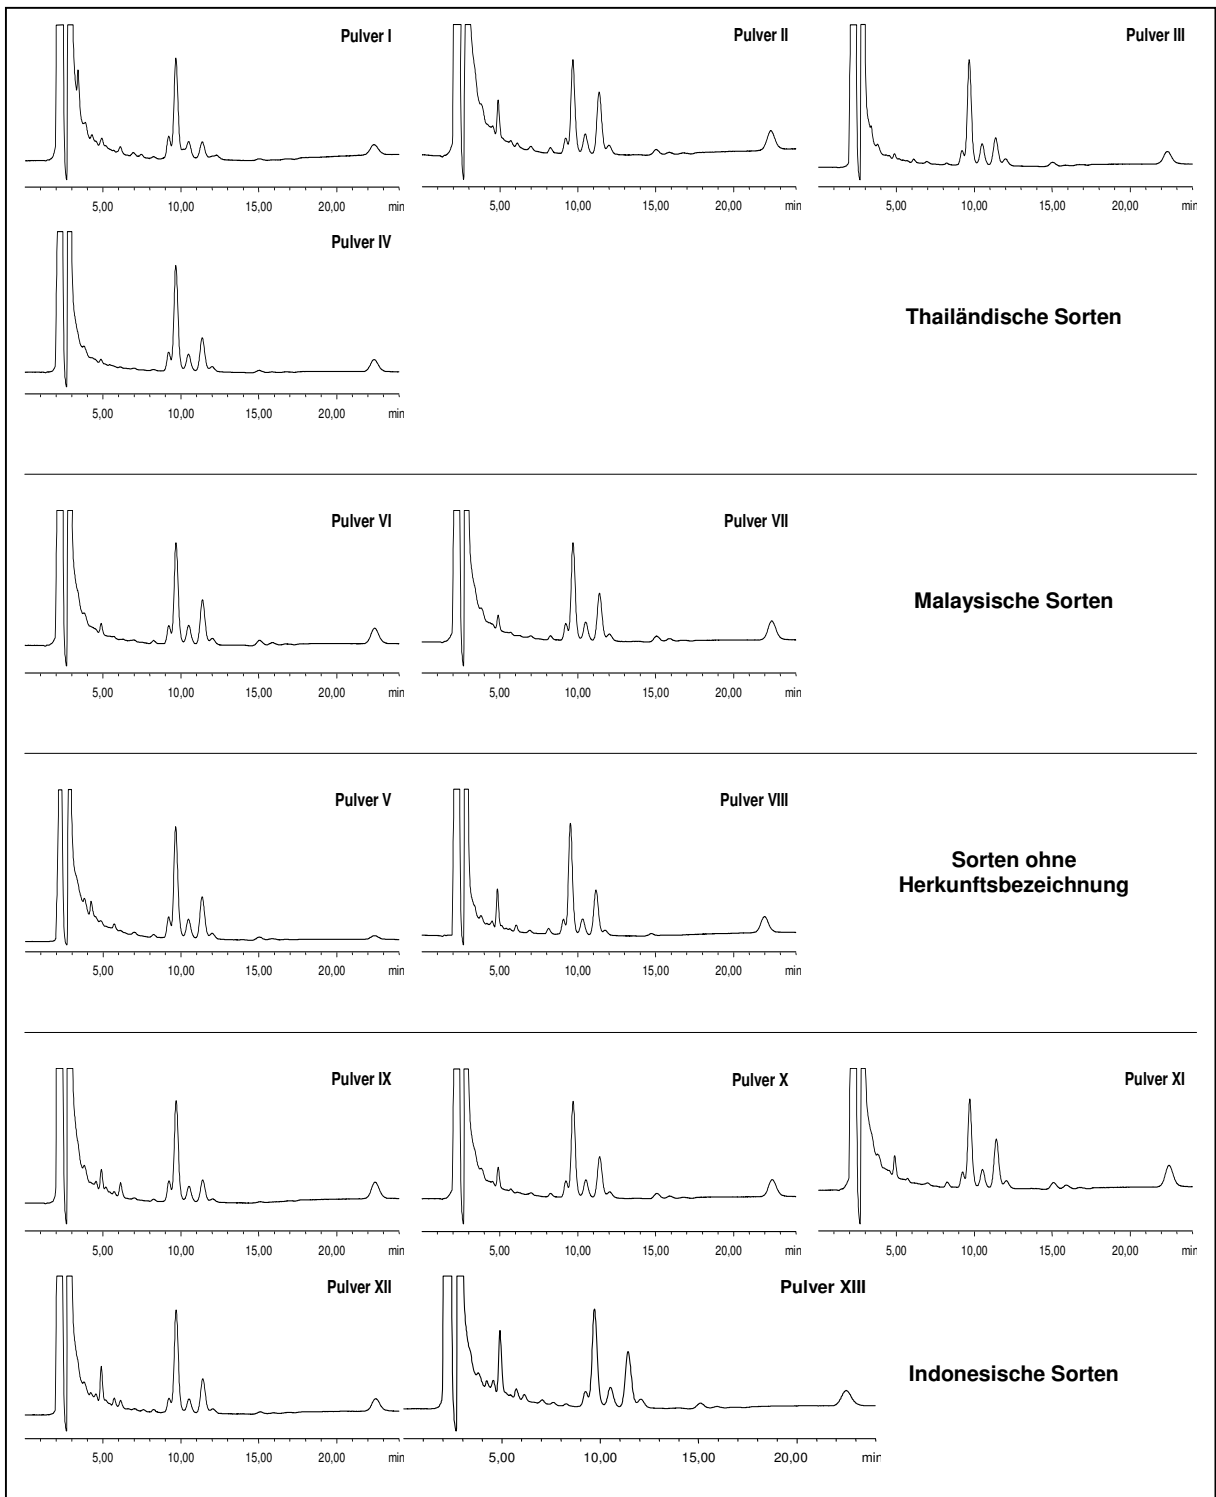 Pulver I
Pulver II
Pulver III
5,00 10,00 15,00 20,00 min
5,00 10,00 15,00 20,00 min
5,00 10,00 15,00 20,00 min
Pulver IV
Thailändische Sorten
5,00 10,00 15,00 20,00 min
Pulver VI
Pulver VII
Malaysische Sorten
5,00 10,00 15,00 20,00 min
5,00 10,00 15,00 20,00 min
Pulver V
Pulver VIII
Sorten ohne
Herkunftsbezeichnung
5,00 10,00 15,00 20,00 min
5,00 10,00 15,00 20,00 min
Pulver IX
Pulver X
Pulver XI
5,00 10,00 15,00 20,00 min
5,00 10,00 15,00 20,00 min
5,00 10,00 15,00 20,00 min
Pulver XII
Pulver XIII
Indonesische Sorten
5,00 10,00 15,00 20,00 min
5,00 10,00 15,00 20,00 min